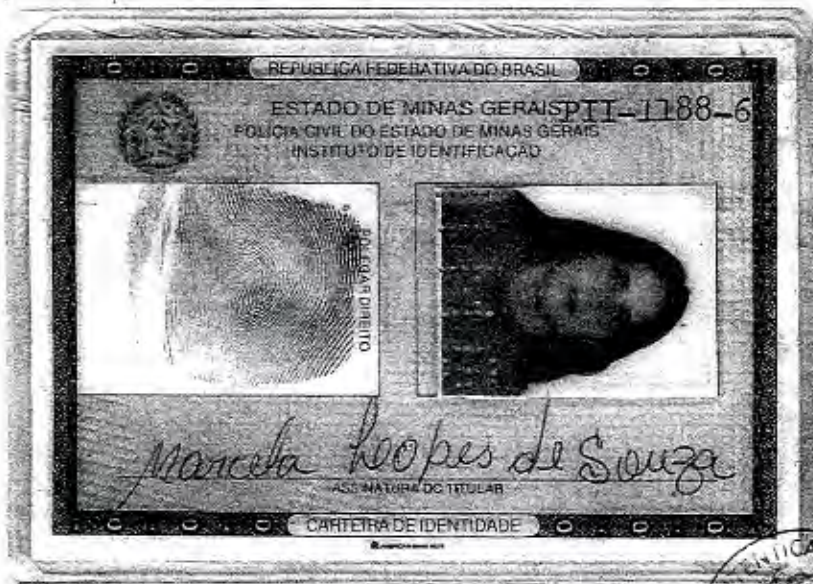 REPUBLICA FEDERATIVA DO BRASIL
ESTADO DE MINAS GERAIS PII-1188-6
POLICIA CIVIL DO ESTADO DE MINAS GERAIS
INSTITUTO DE IDENTIFICAÇÃO
POLEGAR DIREITO
Marcela Loopes de Souza
ASSINATURA DO TITULAR
CARTEIRA DE IDENTIDADE